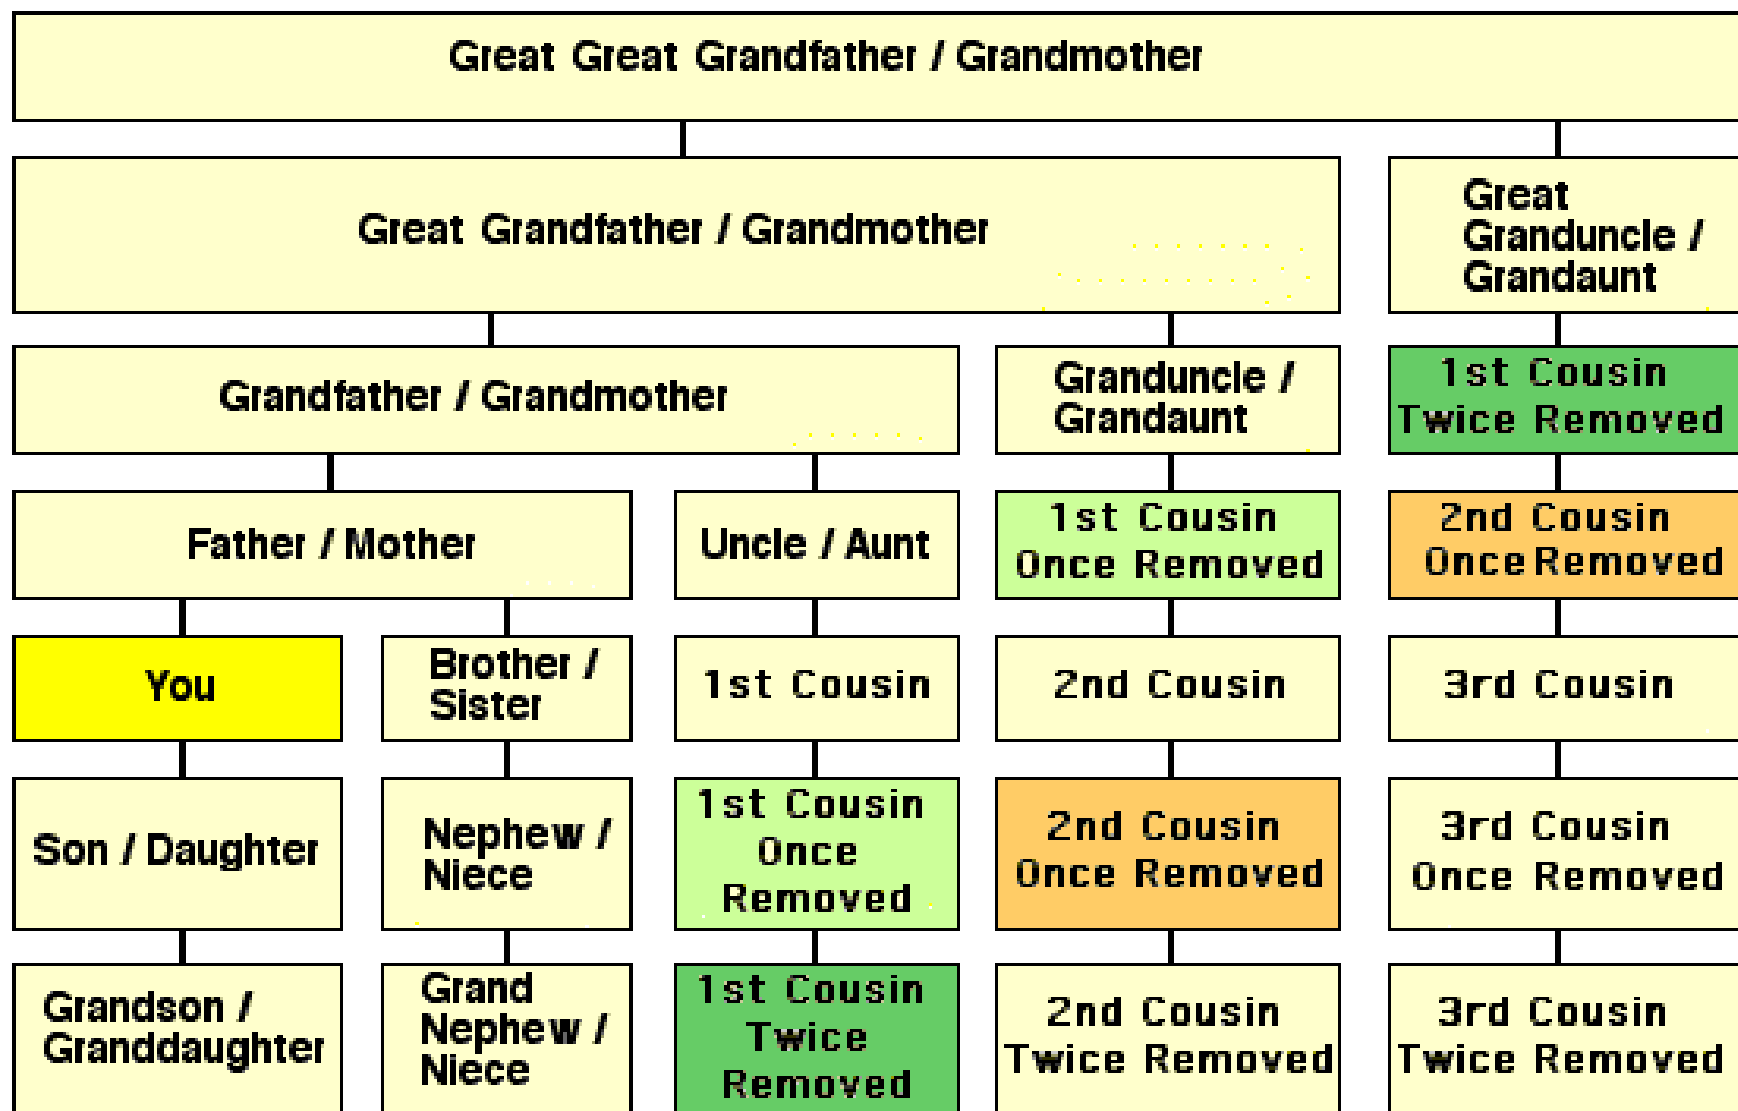 Great Great Grandfather / Grandmother
Great Grandfather / Grandmother
Great
Granduncle /
Grandaunt
Grandfather / Grandmother
Granduncle /
Grandaunt
1st Cousin
Twice Removed
Father / Mother
Uncle / Aunt
1st Cousin
Once Removed
2nd Cousin
Once Removed
You
Brother /
Sister
1st Cousin
2nd Cousin
3rd Cousin
Son / Daughter
Nephew /
Niece
1st Cousin
Once
Removed
2nd Cousin
Once Removed
3rd Cousin
Once Removed
Grandson /
Granddaughter
Grand
Nephew /
Niece
1st Cousin
Twice
Removed
2nd Cousin
Twice Removed
3rd Cousin
Twice Removed